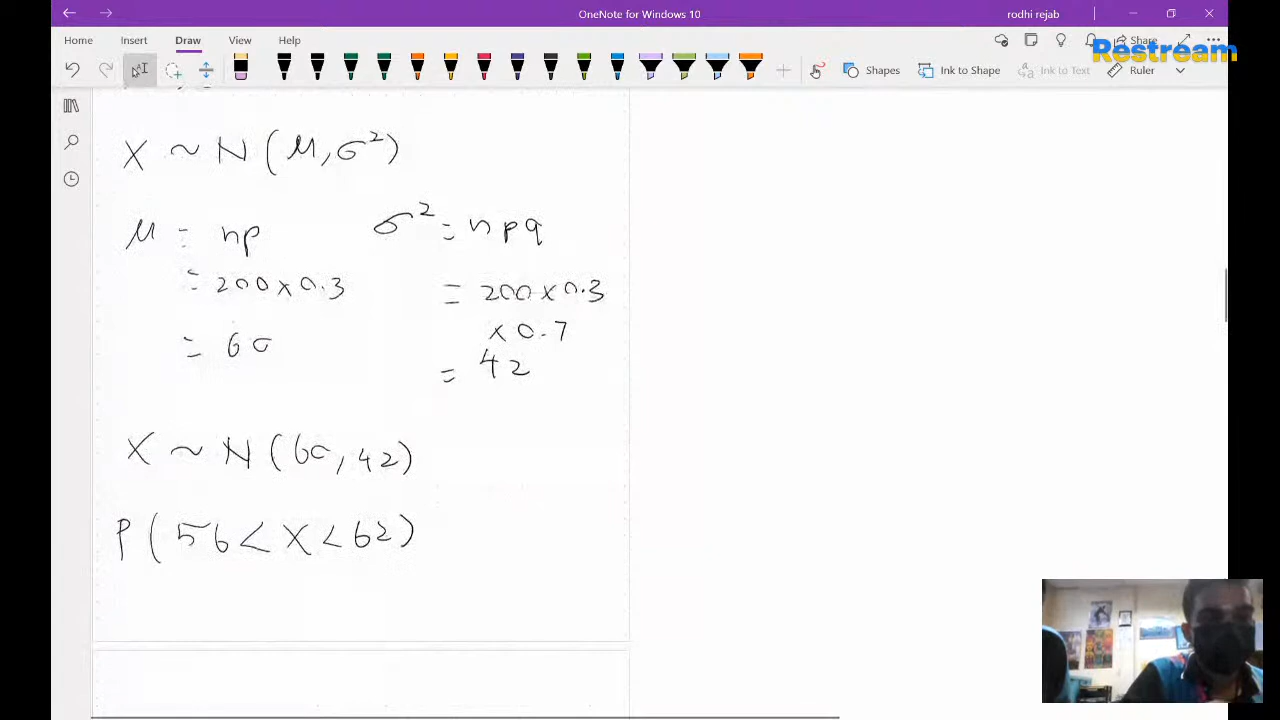 OneNote for Windows 10
rodhi rejab
Home Insert Draw View Help
Share
Restream
Shapes Ink to Shape Ink to Text Ruler
X ~ N(μ,σ²)
μ = np
= 200 x 0.3
= 60
σ² = npq
= 200 x 0.3
x 0.7
= 42
X ~ N(60,42)
P(56 < X < 62)